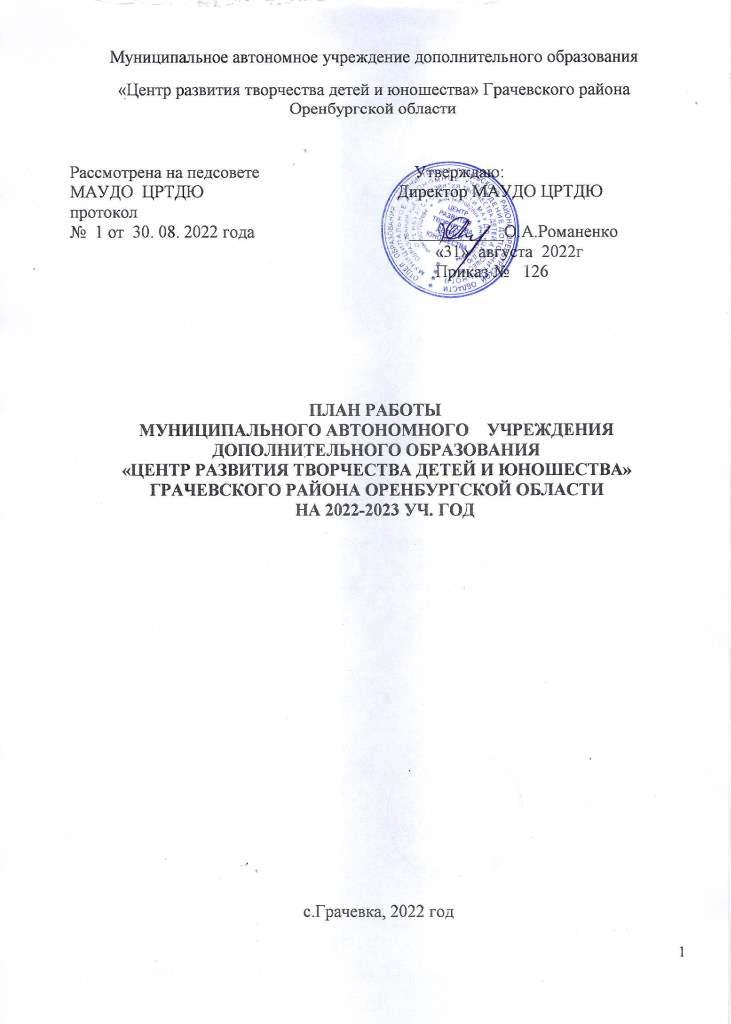 Муниципальное автономное учреждение дополнительного образования
«Центр развития творчества детей и юношества» Грачевского района
Оренбургской области
Рассмотрена на педсовете
МАУДО ЦРТДЮ
протокол
№ 1 от 30. 08. 2022 года
Утверждаю:
Директор МАУДО ЦРТДЮ
О.А.Романенко
«31» августа 2022г
Приказ № 126
ЦЕНТР
РАЗВИТИЯ
ЮНОШЕСТВА
ПЛАН РАБОТЫ
МУНИЦИПАЛЬНОГО АВТОНОМНОГО УЧРЕЖДЕНИЯ
ДОПОЛНИТЕЛЬНОГО ОБРАЗОВАНИЯ
«ЦЕНТР РАЗВИТИЯ ТВОРЧЕСТВА ДЕТЕЙ И ЮНОШЕСТВА»
ГРАЧЕВСКОГО РАЙОНА ОРЕНБУРГСКОЙ ОБЛАСТИ
НА 2022-2023 УЧ. ГОД
с.Грачевка, 2022 год
1